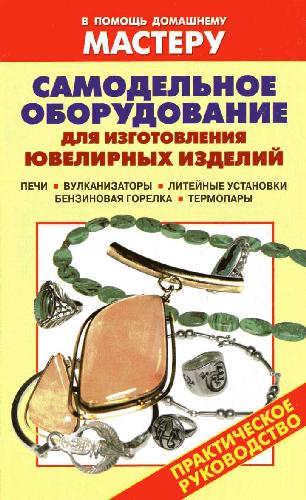 В ПОМОЩЬ ДОМАШНЕМУ
МАСТЕРУ
САМОДЕЛЬНОЕ
ОБОРУДОВАНИЕ
ДЛЯ ИЗГОТОВЛЕНИЯ
ЮВЕЛИРНЫХ ИЗДЕЛИЙ
ПЕЧИ ▪ ВУЛКАНИЗАТОРЫ ▪ ЛИТЕЙНЫЕ УСТАНОВКИ
БЕНЗИНОВАЯ ГОРЕЛКА ▪ ТЕРМОПАРЫ
ПРАКТИЧЕСКОЕ
РУКОВОДСТВО